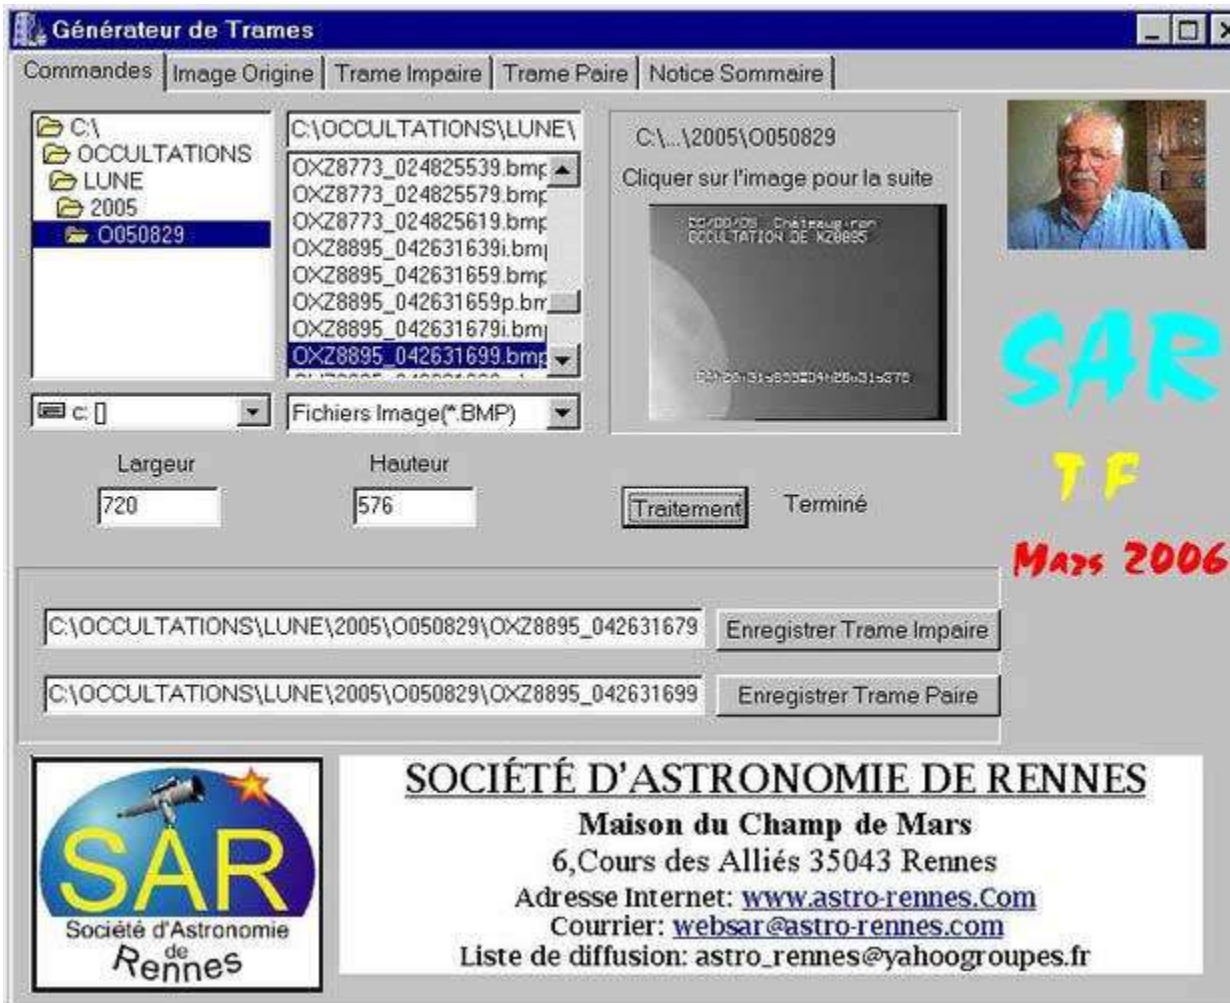 Générateur de Trames
Commandes Image Origine Trame Impaire Trame Paire Notice Sommaire
C:\
OCCULTATIONS
LUNE
2005
O050829
C:\OCCULTATIONS\LUNE\
OXZ8773_024825539.bmp
OXZ8773_024825579.bmp
OXZ8773_024825619.bmp
OXZ8895_042631639i.bmp
OXZ8895_042631659.bmp
OXZ8895_042631659p.bm
OXZ8895_042631679i.bmp
OXZ8895_042631699.bmp
c: []
Fichiers Image(*.BMP)
C:\...\2005\O050829
Cliquer sur l'image pour la suite
OCCULTATION DE XZ8895
SAR
T F
Mars 2006
Largeur
Hauteur
720
576
Traitement
Terminé
C:\OCCULTATIONS\LUNE\2005\O050829\OXZ8895_042631679
Enregistrer Trame Impaire
C:\OCCULTATIONS\LUNE\2005\O050829\OXZ8895_042631699
Enregistrer Trame Paire
SAR
Société d'Astronomie
de
Rennes
SOCIÉTÉ D'ASTRONOMIE DE RENNES
Maison du Champ de Mars
6,Cours des Alliés 35043 Rennes
Adresse Internet: www.astro-rennes.Com
Courrier: websar@astro-rennes.com
Liste de diffusion: astro_rennes@yahoogroupes.fr